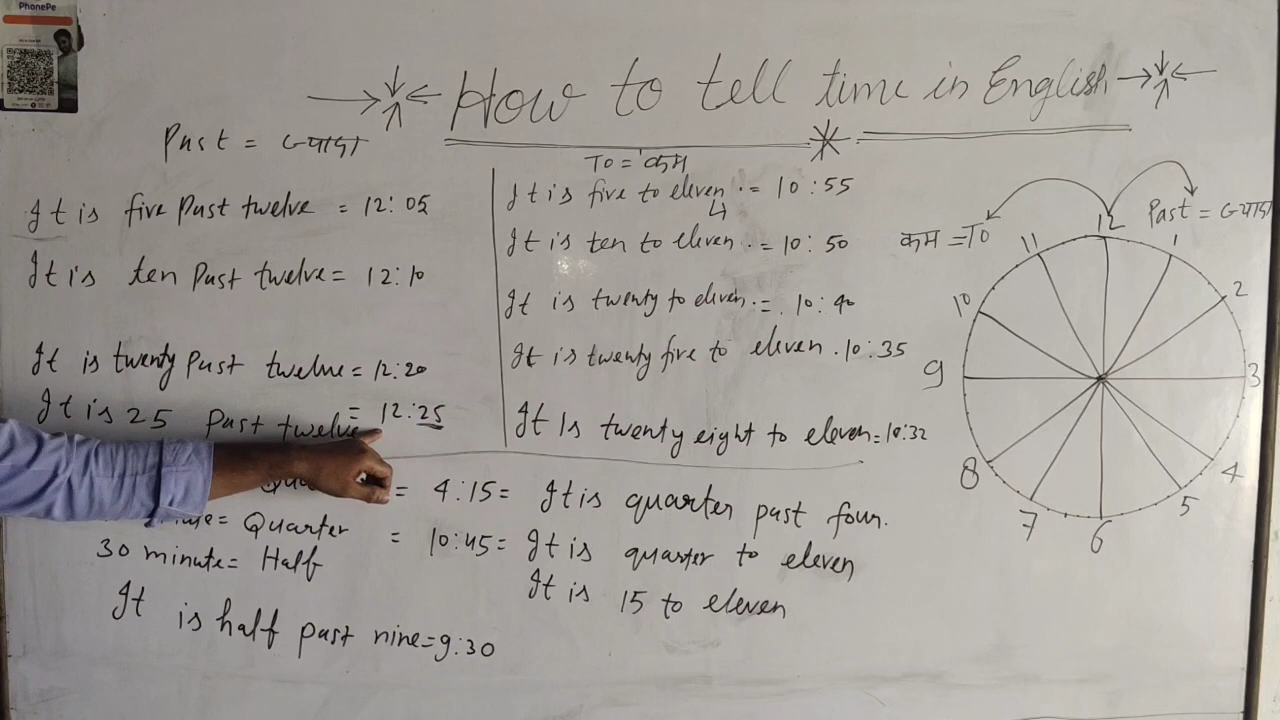 PhonePe
How to tell time in English
Past = ज्यादा
It is five Past twelve = 12:05
It is ten Past twelve = 12:10
It is twenty Past twelve = 12:20
It is 25 Past twelve = 12:25
To = कम
It is five to eleven .= 10:55
It is ten to eleven .= 10:50
It is twenty to eleven .= 10:40
It is twenty five to eleven . 10:35
It Is twenty eight to eleven = 10:32
कम = To
Past = ज्यादा
12
1
2
3
4
5
6
7
8
9
10
11
= 4:15 = It is quarter past four.
= Quarter = 10:45 = It is quarter to eleven
30 minute = Half
It is 15 to eleven
It is half past nine = 9:30